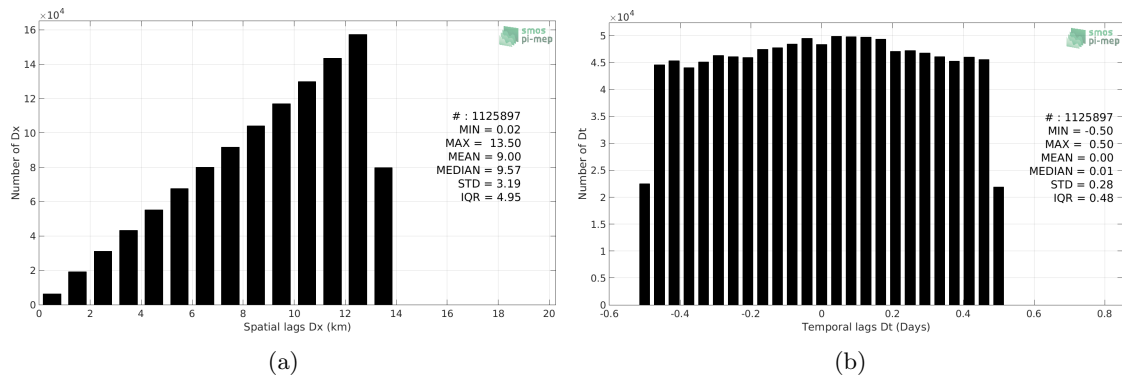 ×10⁴
16
14
12
10
8
6
4
2
0
Number of Dx
0 2 4 6 8 10 12 14 16 18 20
Spatial lags Dx (km)
smos
pi-mep
# : 1125897
MIN = 0.02
MAX = 13.50
MEAN = 9.00
MEDIAN = 9.57
STD = 3.19
IQR = 4.95
(a)
×10⁴
5
4.5
4
3.5
3
2.5
2
1.5
1
0.5
0
Number of Dt
-0.6 -0.4 -0.2 0 0.2 0.4 0.6 0.8
Temporal lags Dt (Days)
smos
pi-mep
# : 1125897
MIN = -0.50
MAX = 0.50
MEAN = 0.00
MEDIAN = 0.01
STD = 0.28
IQR = 0.48
(b)